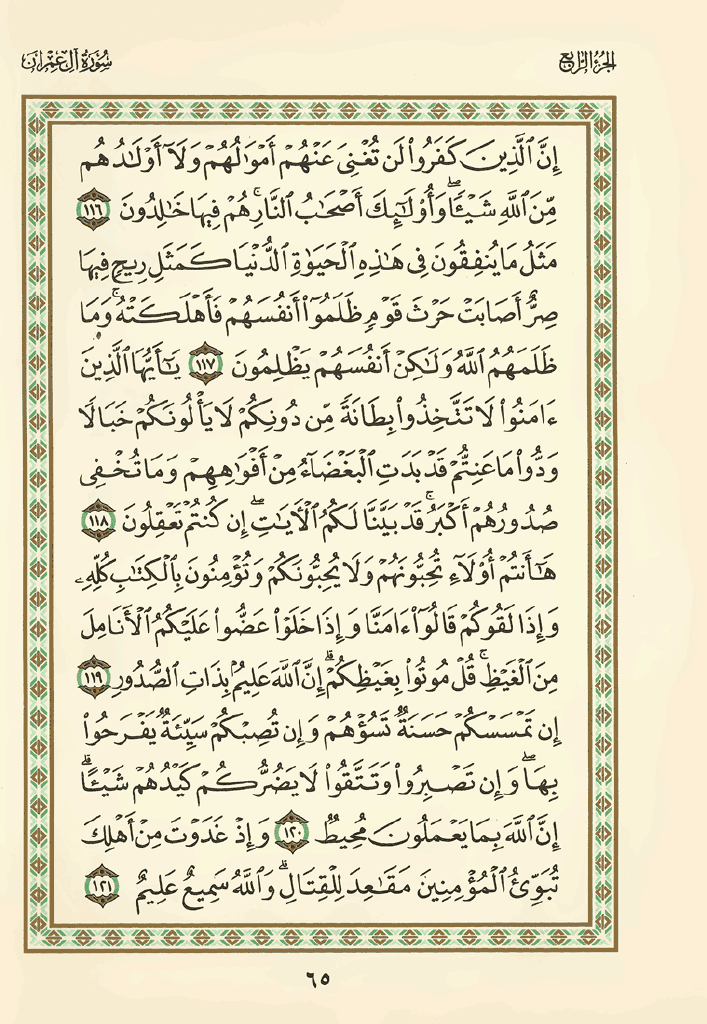 الجزء الرابع
سورة آل عمران
إِنَّ ٱلَّذِينَ كَفَرُوا۟ لَن تُغْنِىَ عَنْهُمْ أَمْوَٰلُهُمْ وَلَآ أَوْلَـٰدُهُم
مِّنَ ٱللَّهِ شَيْـًٔا ۖ وَأُو۟لَـٰٓئِكَ أَصْحَـٰبُ ٱلنَّارِ ۚ هُمْ فِيهَا خَـٰلِدُونَ ١١٦
مَثَلُ مَا يُنفِقُونَ فِى هَـٰذِهِ ٱلْحَيَوٰةِ ٱلدُّنْيَا كَمَثَلِ رِيحٍ فِيهَا
صِرٌّ أَصَابَتْ حَرْثَ قَوْمٍ ظَلَمُوٓا۟ أَنفُسَهُمْ فَأَهْلَكَتْهُ ۚ وَمَا
ظَلَمَهُمُ ٱللَّهُ وَلَـٰكِنْ أَنفُسَهُمْ يَظْلِمُونَ ١١٧ يَـٰٓأَيُّهَا ٱلَّذِينَ
ءَامَنُوا۟ لَا تَتَّخِذُوا۟ بِطَانَةً مِّن دُونِكُمْ لَا يَأْلُونَكُمْ خَبَالًا
وَدُّوا۟ مَا عَنِتُّمْ قَدْ بَدَتِ ٱلْبَغْضَآءُ مِنْ أَفْوَٰهِهِمْ وَمَا تُخْفِى
صُدُورُهُمْ أَكْبَرُ ۚ قَدْ بَيَّنَّا لَكُمُ ٱلْـَٔايَـٰتِ ۖ إِن كُنتُمْ تَعْقِلُونَ ١١٨
هَـٰٓأَنتُمْ أُو۟لَآءِ تُحِبُّونَهُمْ وَلَا يُحِبُّونَكُمْ وَتُؤْمِنُونَ بِٱلْكِتَـٰبِ كُلِّهِۦ
وَإِذَا لَقُوكُمْ قَالُوٓا۟ ءَامَنَّا وَإِذَا خَلَوْا۟ عَضُّوا۟ عَلَيْكُمُ ٱلْأَنَامِلَ
مِنَ ٱلْغَيْظِ ۚ قُلْ مُوتُوا۟ بِغَيْظِكُمْ ۗ إِنَّ ٱللَّهَ عَلِيمٌۢ بِذَاتِ ٱلصُّدُورِ ١١٩
إِن تَمْسَسْكُمْ حَسَنَةٌ تَسُؤْهُمْ وَإِن تُصِبْكُمْ سَيِّئَةٌ يَفْرَحُوا۟
بِهَا ۖ وَإِن تَصْبِرُوا۟ وَتَتَّقُوا۟ لَا يَضُرُّكُمْ كَيْدُهُمْ شَيْـًٔا ۗ
إِنَّ ٱللَّهَ بِمَا يَعْمَلُونَ مُحِيطٌ ١٢٠ وَإِذْ غَدَوْتَ مِنْ أَهْلِكَ
تُبَوِّئُ ٱلْمُؤْمِنِينَ مَقَـٰعِدَ لِلْقِتَالِ ۗ وَٱللَّهُ سَمِيعٌ عَلِيمٌ ١٢١
٦٥